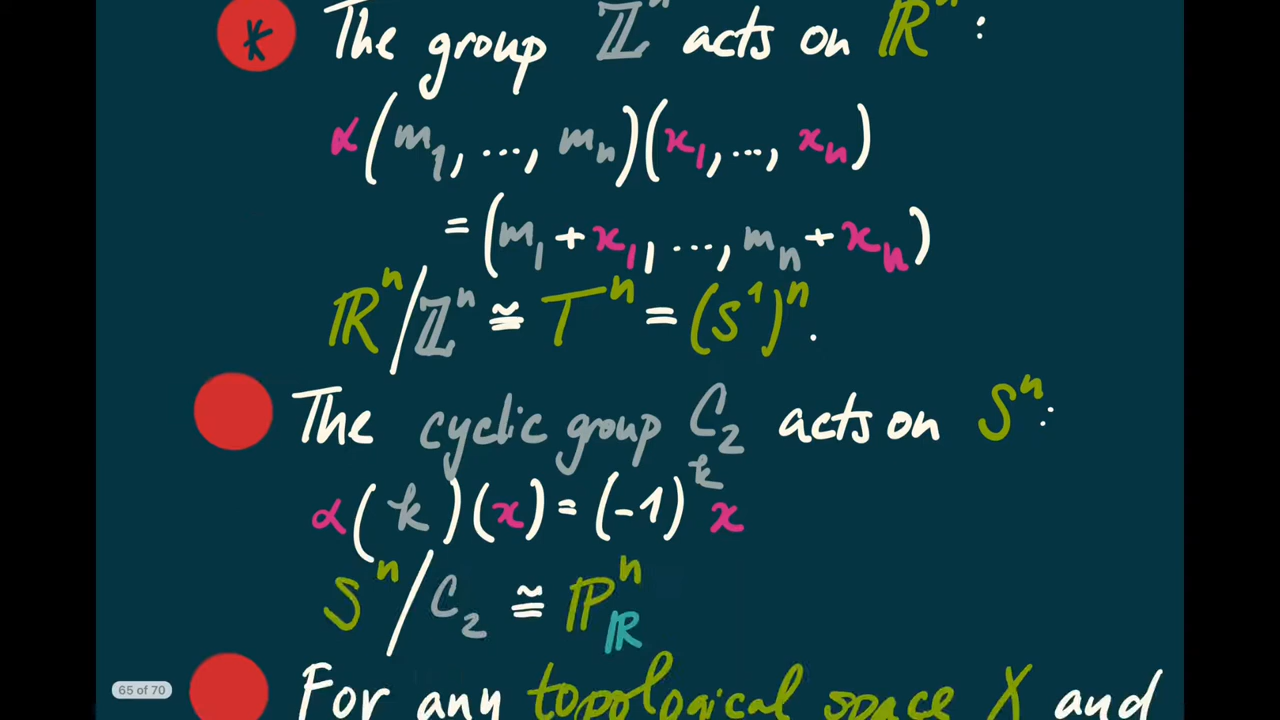 k The group ℤⁿ acts on ℝⁿ:
α(m₁, ..., mₙ)(x₁, ..., xₙ)
= (m₁ + x₁, ..., mₙ + xₙ)
ℝⁿ/ℤⁿ ≅ Tⁿ = (S¹)ⁿ.
The cyclic group C₂ acts on Sⁿ:
α(k)(x) = (-1)ᵏ x
Sⁿ/C₂ ≅ ℙⁿ_ℝ
For any topological space X and
65 of 70